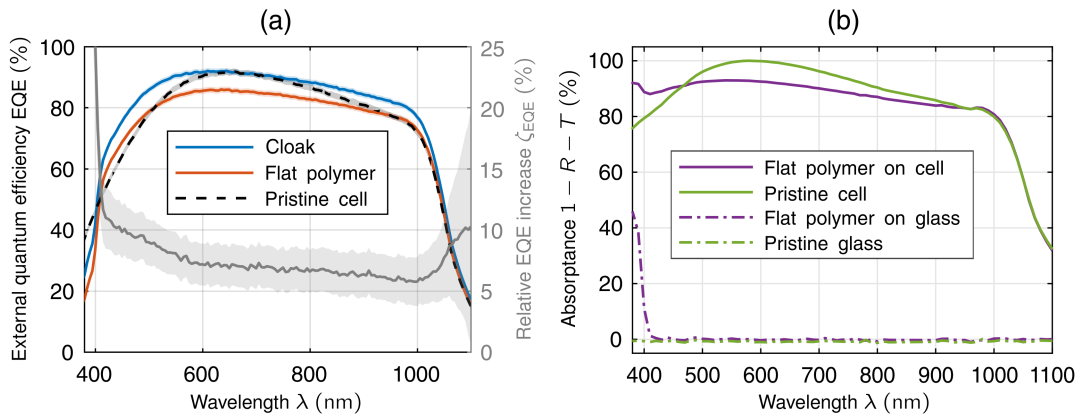 (a)
External quantum efficiency EQE (%)
100
80
60
40
20
0
Cloak
Flat polymer
Pristine cell
25
20
15
10
5
0
Relative EQE increase ζ_EQE (%)
400 600 800 1000
Wavelength λ (nm)
(b)
Absorptance 1 − R − T (%)
100
80
60
40
20
0
Flat polymer on cell
Pristine cell
Flat polymer on glass
Pristine glass
400 500 600 700 800 900 1000 1100
Wavelength λ (nm)